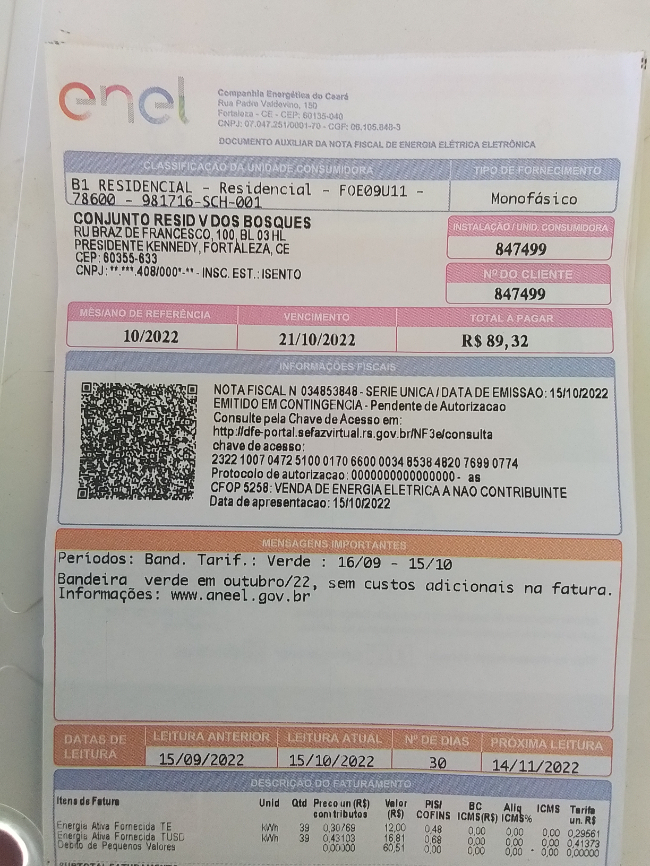 enel
Companhia Energética do Ceará
Rua Padre Valdevino, 150
Fortaleza - CE - CEP: 60135-040
CNPJ: 07.047.251/0001-70 - CGF: 06.105.848-3
DOCUMENTO AUXILIAR DA NOTA FISCAL DE ENERGIA ELÉTRICA ELETRÔNICA
CLASSIFICAÇÃO DA UNIDADE CONSUMIDORA
TIPO DE FORNECIMENTO
B1 RESIDENCIAL - Residencial - F0E09U11 -
78600 - 981716-SCH-001
Monofásico
CONJUNTO RESID V DOS BOSQUES
RU BRAZ DE FRANCESCO, 100, BL 03 HL
PRESIDENTE KENNEDY, FORTALEZA, CE
CEP: 60355-633
CNPJ: **.***.408/000*-** - INSC. EST.: ISENTO
INSTALAÇÃO / UNID. CONSUMIDORA
847499
Nº DO CLIENTE
847499
MÊS/ANO DE REFERÊNCIA VENCIMENTO TOTAL A PAGAR
10/2022 21/10/2022 R$ 89,32
INFORMAÇÕES FISCAIS
NOTA FISCAL N 034853848 - SERIE UNICA / DATA DE EMISSAO: 15/10/2022
EMITIDO EM CONTINGENCIA - Pendente de Autorizacao
Consulte pela Chave de Acesso em:
http://dfe-portal.sefazvirtual.rs.gov.br/NF3e/consulta
chave de acesso:
2322 1007 0472 5100 0170 6600 0034 8538 4820 7699 0774
Protocolo de autorizacao: 0000000000000000 - as
CFOP 5258: VENDA DE ENERGIA ELETRICA A NAO CONTRIBUINTE
Data de apresentacao: 15/10/2022
MENSAGENS IMPORTANTES
Períodos: Band. Tarif.: Verde : 16/09 - 15/10
Bandeira verde em outubro/22, sem custos adicionais na fatura.
Informações: www.aneel.gov.br
DATAS DE LEITURA LEITURA ANTERIOR LEITURA ATUAL Nº DE DIAS PRÓXIMA LEITURA
15/09/2022 15/10/2022 30 14/11/2022
DESCRIÇÃO DO FATURAMENTO
Itens de Fatura Unid Qtd Preco un (R$) com tributos Valor (R$) PIS/ COFINS BC ICMS(R$) Aliq ICMS% ICMS Tarifa un. R$
Energia Ativa Fornecida TE kWh 39 0,30769 12,00 0,48 0,00 0,00 0,00 0,29561
Energia Ativa Fornecida TUSD kWh 39 0,43103 16,81 0,68 0,00 0,00 0,00 0,41373
Debito de Pequenos Valores 0,00000 60,51 0,00 0,00 0,00 0,00 0,00000